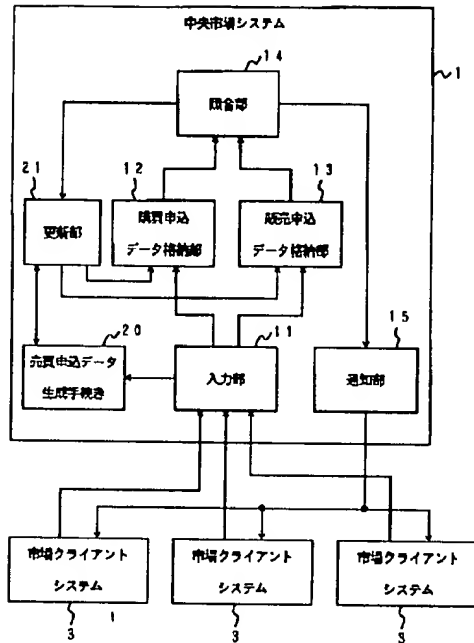 中央市場システム
14
照合部
1
21
12
13
更新部
購買申込
データ格納部
販売申込
データ格納部
20
11
15
売買申込データ
生成手続き
入力部
通知部
市場クライアント
システム
市場クライアント
システム
市場クライアント
システム
3
1
3
3